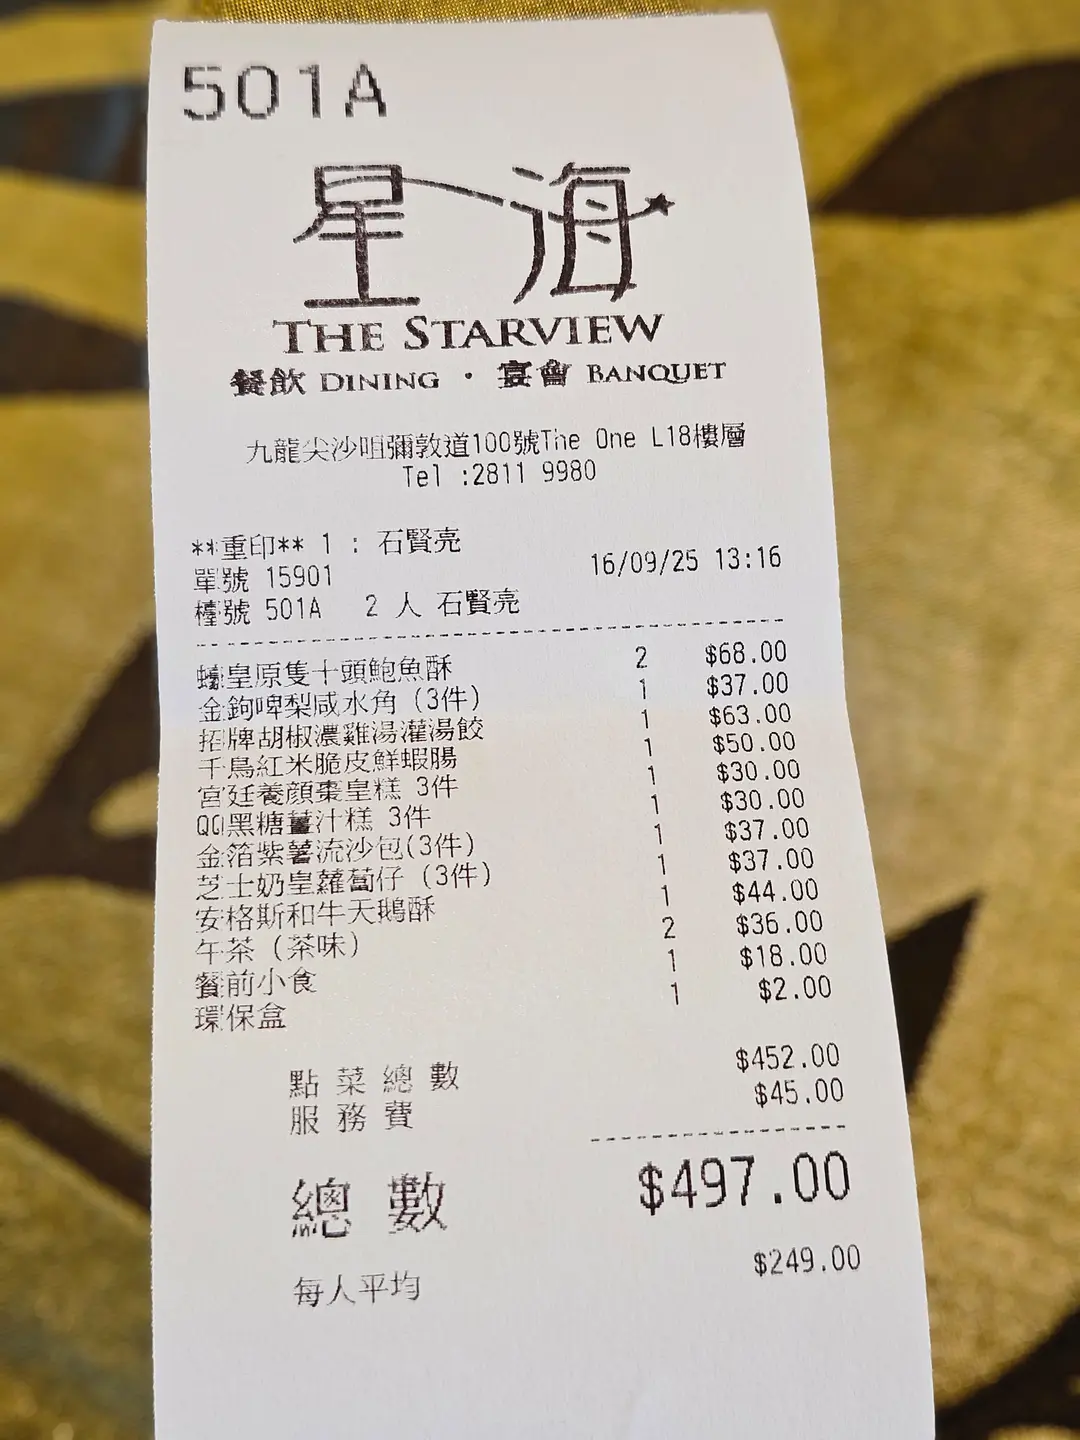 501A
星海
THE STARVIEW
餐飲 DINING · 宴會 BANQUET
九龍尖沙咀彌敦道100號The One L18樓層
Tel :2811 9980
**重印** 1 : 石賢亮
單號 15901 16/09/25 13:16
檯號 501A 2 人 石賢亮
蠔皇原隻十頭鮑魚酥 2 $68.00
金鉤啤梨咸水角 (3件) 1 $37.00
招牌胡椒濃雞湯灌湯餃 1 $63.00
千鳥紅米脆皮鮮蝦腸 1 $50.00
宮廷養顏棗皇糕 3件 1 $30.00
QQ黑糖薑汁糕 3件 1 $30.00
金箔紫薯流沙包(3件) 1 $37.00
芝士奶皇蘿蔔仔 (3件) 1 $37.00
安格斯和牛天鵝酥 1 $44.00
午茶 (茶味) 2 $36.00
餐前小食 1 $18.00
環保盒 1 $2.00
點菜總數 $452.00
服務費 $45.00
總數 $497.00
每人平均 $249.00